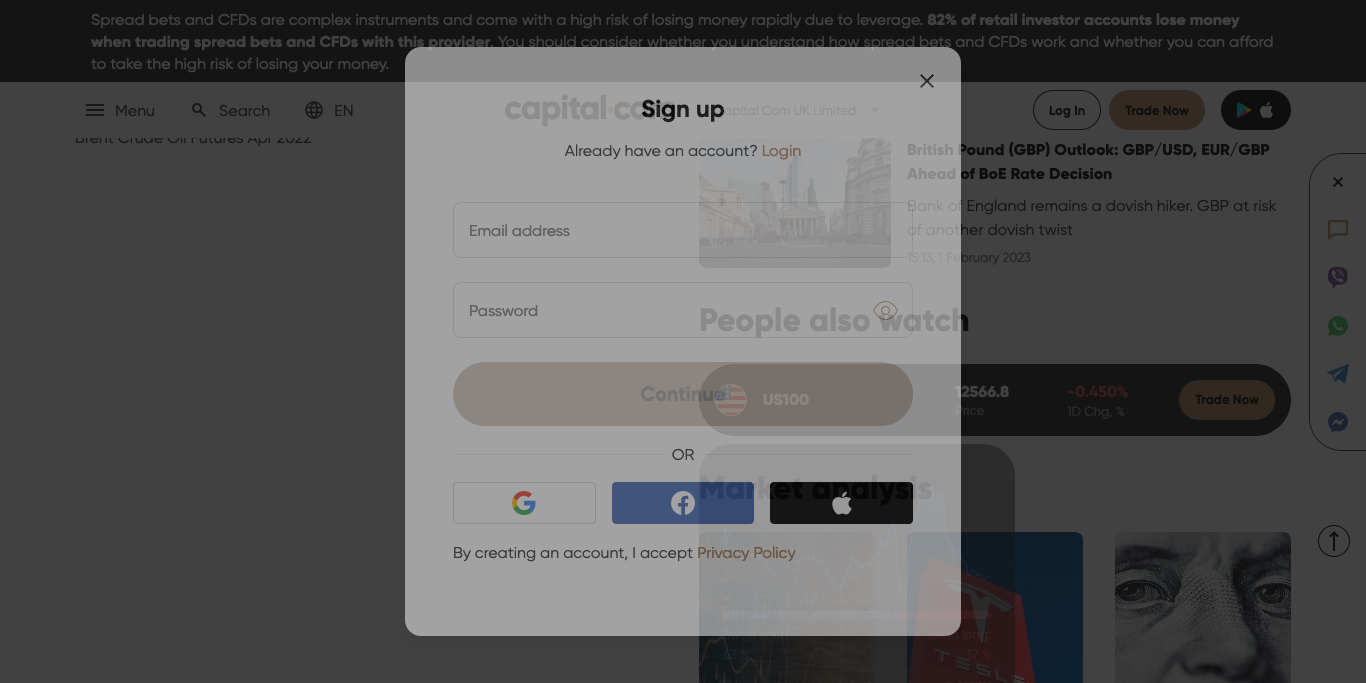 Spread bets and CFDs are complex instruments and come with a high risk of losing money rapidly due to leverage. 82% of retail investor accounts lose money
when trading spread bets and CFDs with this provider. You should consider whether you understand how spread bets and CFDs work and whether you can afford
to take the high risk of losing your money.
Menu
Search
EN
capital.com
Capital Com UK Limited
Log In
Trade Now
Brent Crude Oil Futures Apr 2022
Sign up
Already have an account? Login
Email address
Password
Continue
OR
By creating an account, I accept Privacy Policy
British Pound (GBP) Outlook: GBP/USD, EUR/GBP
Ahead of BoE Rate Decision
Bank of England remains a dovish hiker. GBP at risk
of another dovish twist
15:13, 1 February 2023
People also watch
US100
12566.8
Price
-0.450%
1D Chg, %
Trade Now
Market analysis
long:
37 %
TESLA